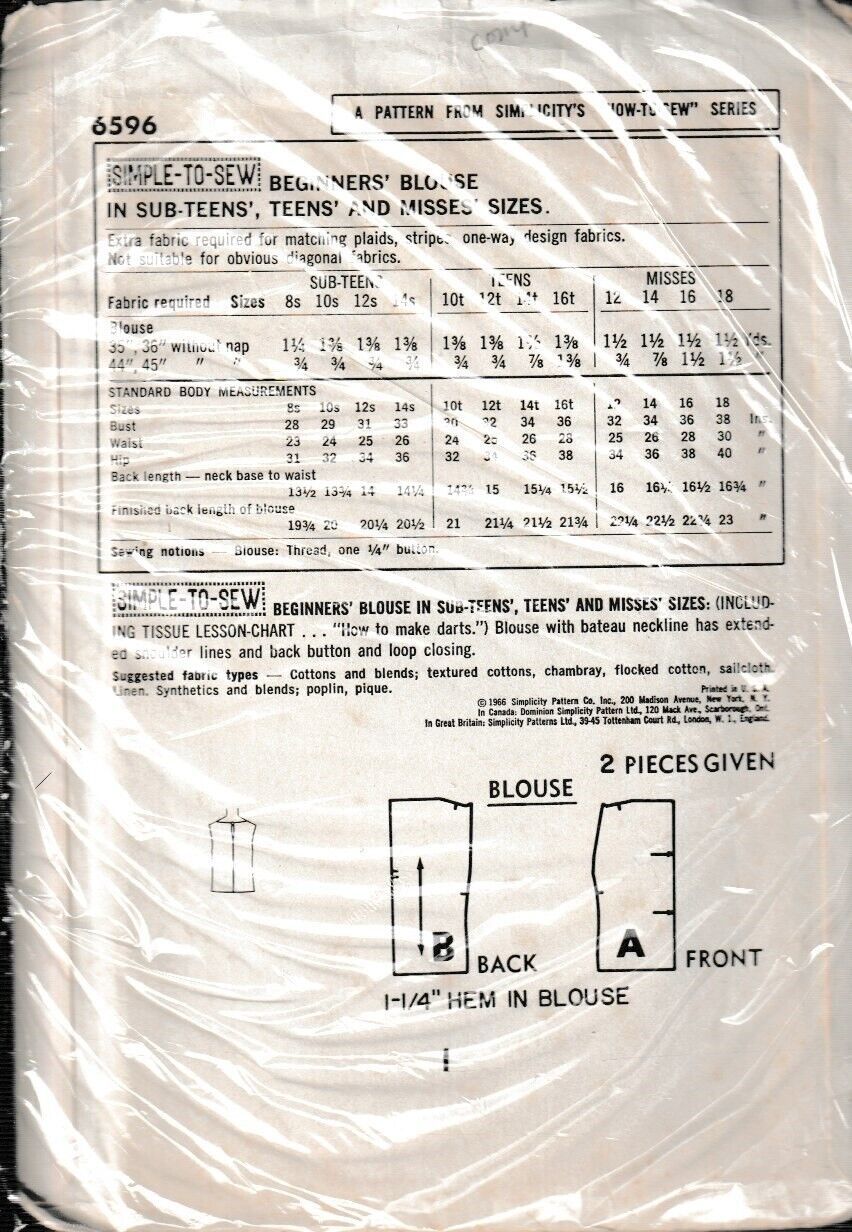 6596
A PATTERN FROM SIMPLICITY'S "HOW-TO SEW" SERIES
SIMPLE-TO-SEW BEGINNERS' BLOUSE
IN SUB-TEENS', TEENS' AND MISSES' SIZES.
Extra fabric required for matching plaids, stripes one-way design fabrics.
Not suitable for obvious diagonal fabrics.
SUB-TEENS TEENS MISSES
Fabric required Sizes 8s 10s 12s 14s 10t 12t 14t 16t 12 14 16 18
Blouse
35", 36" without nap 1¼ 1⅜ 1⅜ 1⅜ 1⅜ 1⅜ 1⅜ 1½ 1½ 1½ 1½ Yds.
44", 45" " " ¾ ¾ ¾ ¾ ¾ ¾ ⅞ 1⅜ ¾ ⅞ 1½ 1½ "
STANDARD BODY MEASUREMENTS
Sizes 8s 10s 12s 14s 10t 12t 14t 16t 12 14 16 18
Bust 28 29 31 33 30 32 34 36 32 34 36 38 Ins.
Waist 23 24 25 26 24 25 26 28 25 26 28 30 "
Hip 31 32 34 36 32 34 36 38 34 36 38 40 "
Back length — neck base to waist
13½ 13¾ 14 14¼ 14¾ 15 15¼ 15½ 16 16¼ 16½ 16¾ "
Finished back length of blouse
19¾ 20 20¼ 20½ 21 21¼ 21½ 21¾ 22¼ 22½ 22¾ 23 "
Sewing notions — Blouse: Thread, one ¼" button.
SIMPLE-TO-SEW BEGINNERS' BLOUSE IN SUB-TEENS', TEENS' AND MISSES' SIZES: (INCLUD-
ING TISSUE LESSON-CHART . . . "How to make darts.") Blouse with bateau neckline has extend-
ed shoulder lines and back button and loop closing.
Suggested fabric types — Cottons and blends; textured cottons, chambray, flocked cotton, sailcloth.
Linen. Synthetics and blends; poplin, pique.
Printed in U. S. A.
© 1966 Simplicity Pattern Co. Inc., 200 Madison Avenue, New York, N. Y.
In Canada: Dominion Simplicity Pattern Ltd., 120 Mack Ave., Scarborough, Ont.
In Great Britain: Simplicity Patterns Ltd., 39-45 Tottenham Court Rd., London, W. 1., England.
2 PIECES GIVEN
BLOUSE
B BACK
A FRONT
1-1/4" HEM IN BLOUSE